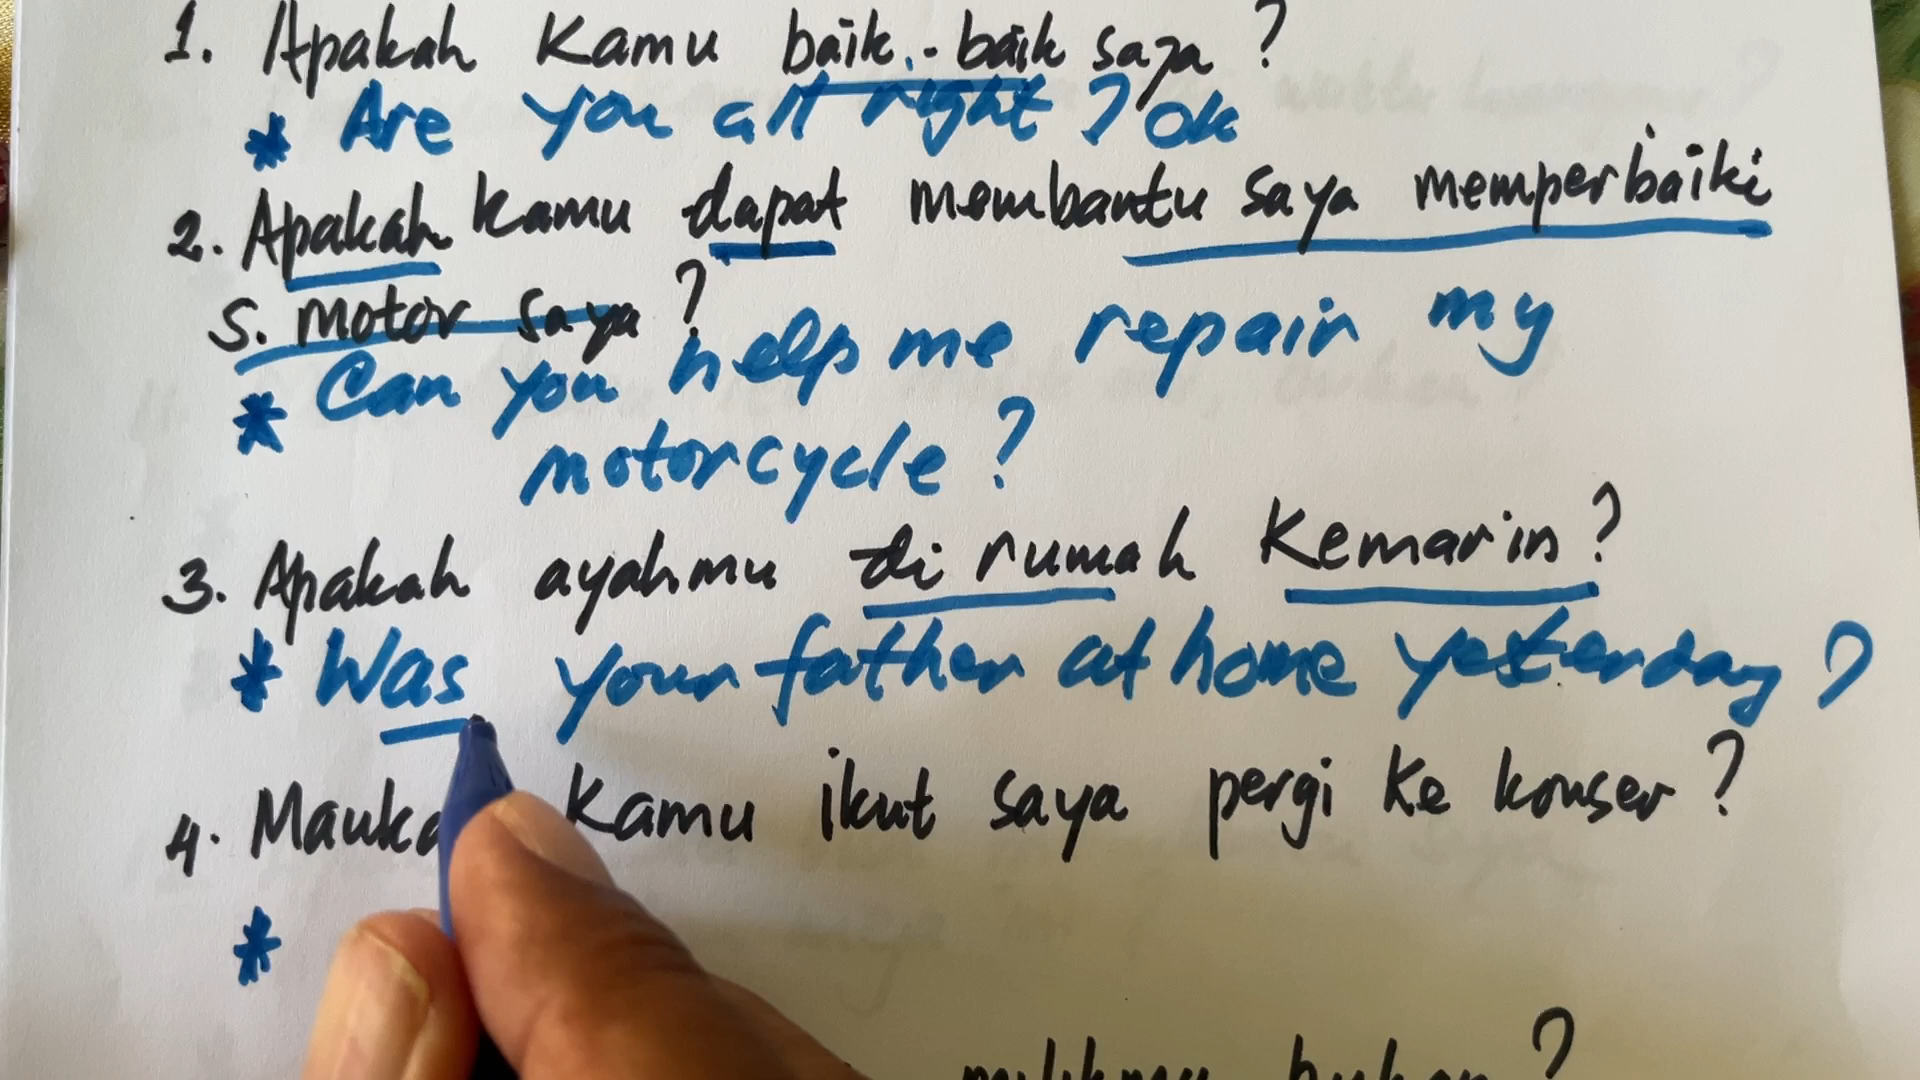 1. Apakah kamu baik-baik saja?
* Are you all right? ok
2. Apakah kamu dapat membantu saya memperbaiki
S. motor saya?
* Can you help me repair my
motorcycle?
3. Apakah ayahmu di rumah kemarin?
* Was your father at home yesterday?
4. kamu ikut saya pergi ke konser?
*
milikmu bukan?